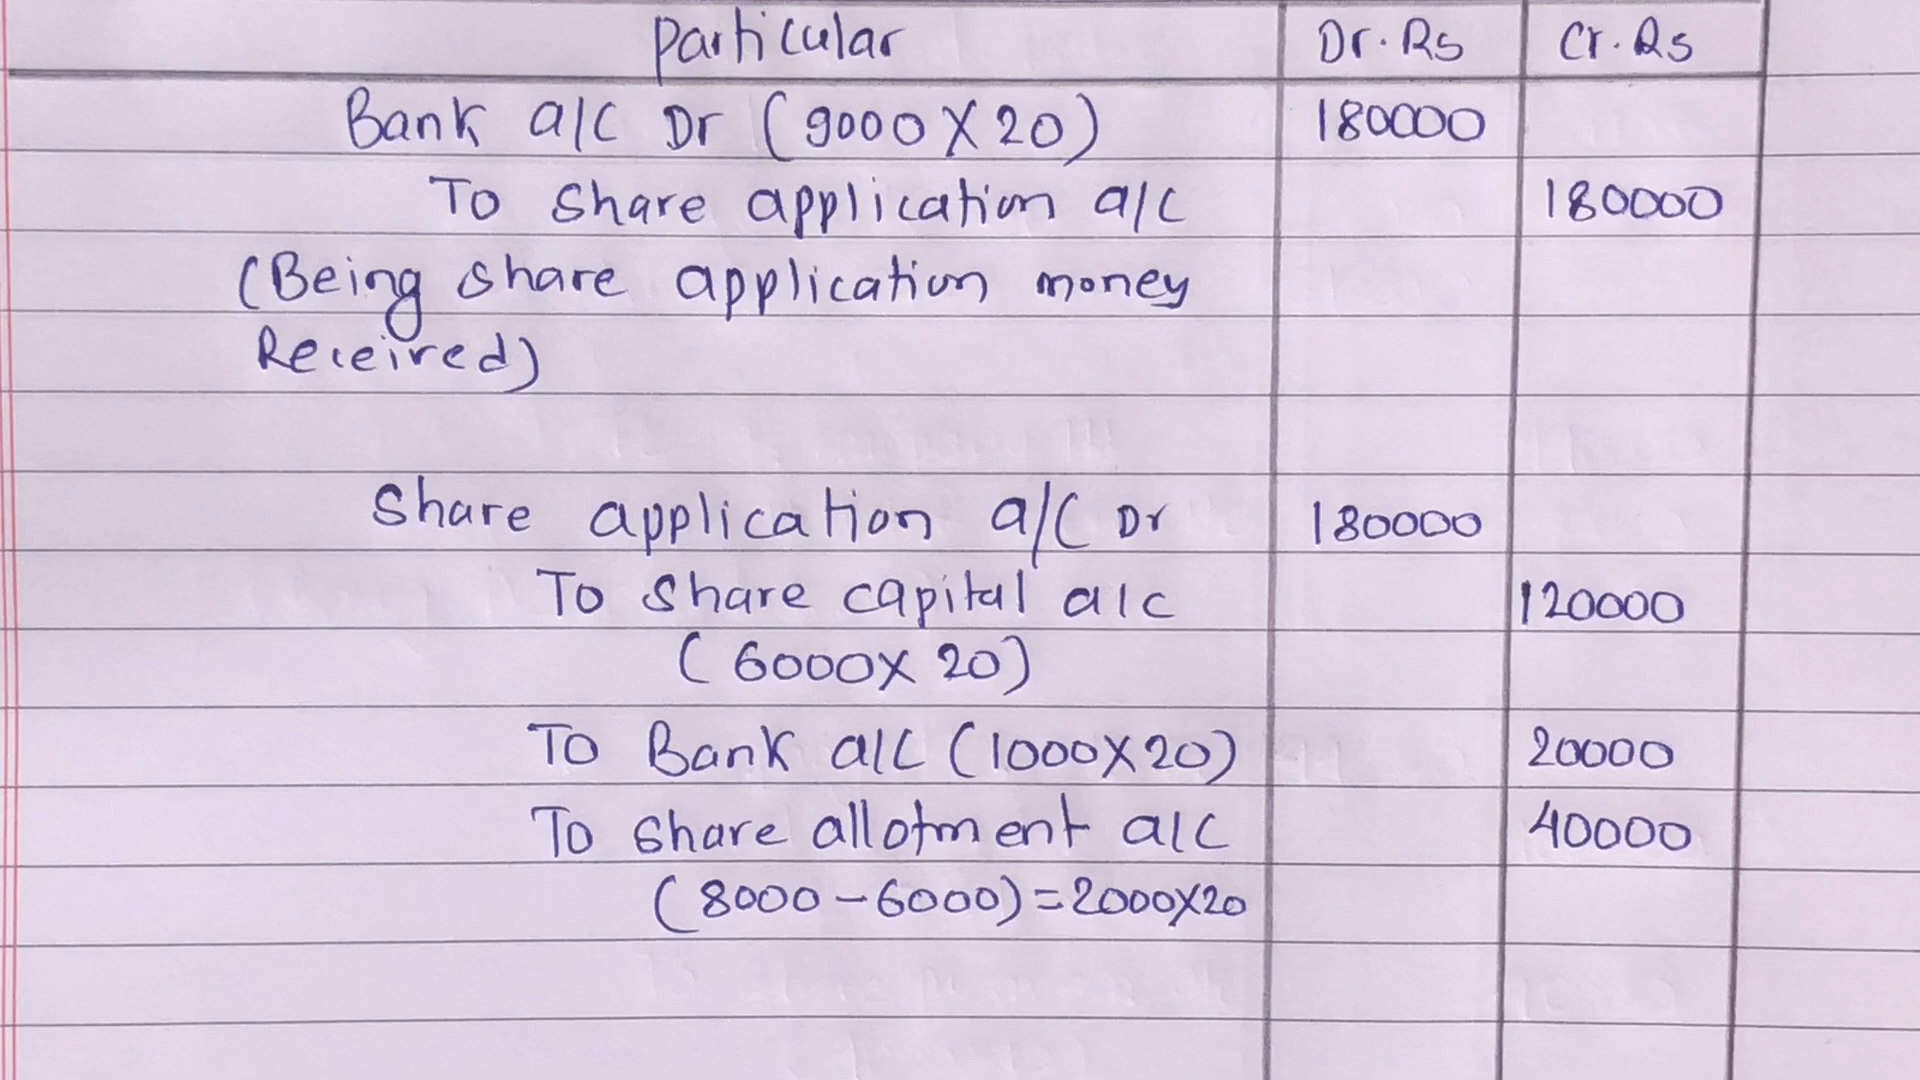 Particular Dr. Rs Cr. Rs
Bank a/c Dr (9000 X 20) 180000
To share application a/c 180000
(Being share application money
Received)
Share application a/c Dr 180000
To share capital a/c 120000
(6000 X 20)
To Bank a/c (1000 X 20) 20000
To share allotment a/c 40000
(8000 - 6000) = 2000 X 20